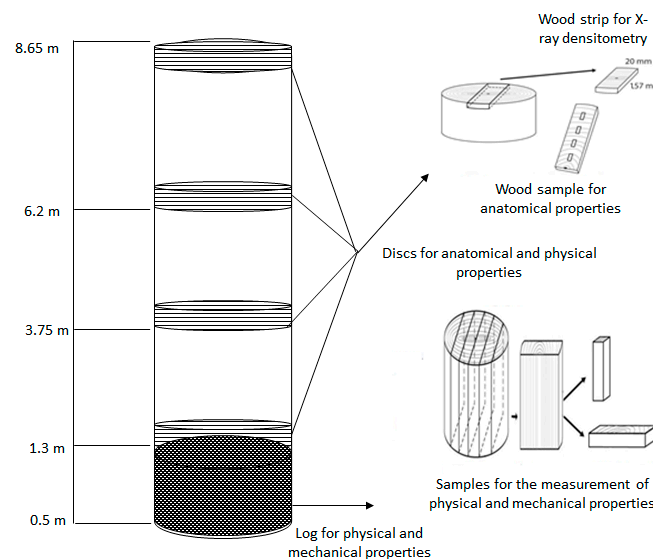 8.65 m
6.2 m
3.75 m
1.3 m
0.5 m
Wood strip for X-
ray densitometry
20 mm
1,57 m
Wood sample for
anatomical properties
Discs for anatomical and physical
properties
Samples for the measurement of
physical and mechanical properties
Log for physical and
mechanical properties